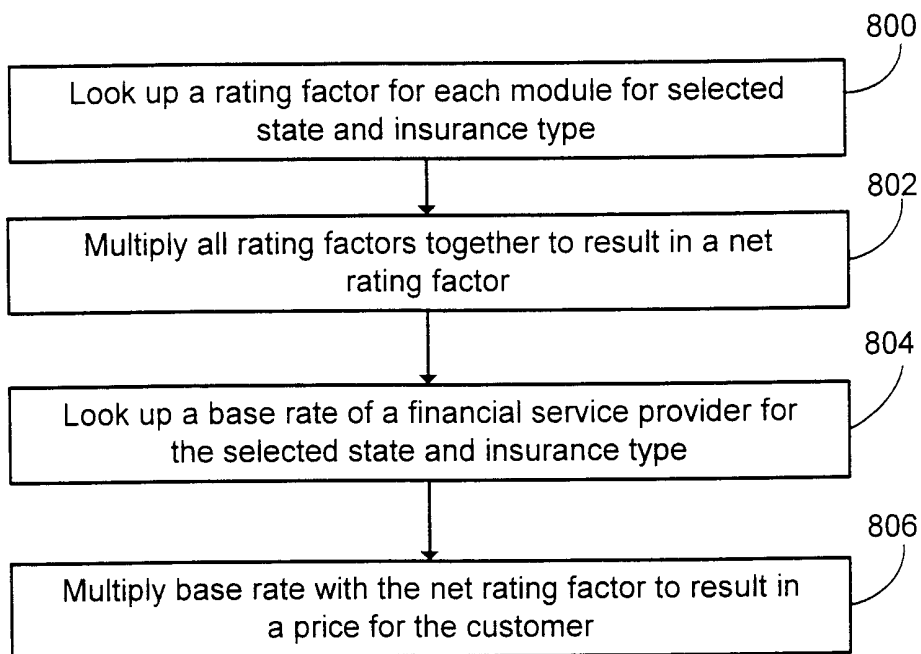 800
Look up a rating factor for each module for selected
state and insurance type
802
Multiply all rating factors together to result in a net
rating factor
804
Look up a base rate of a financial service provider for
the selected state and insurance type
806
Multiply base rate with the net rating factor to result in
a price for the customer